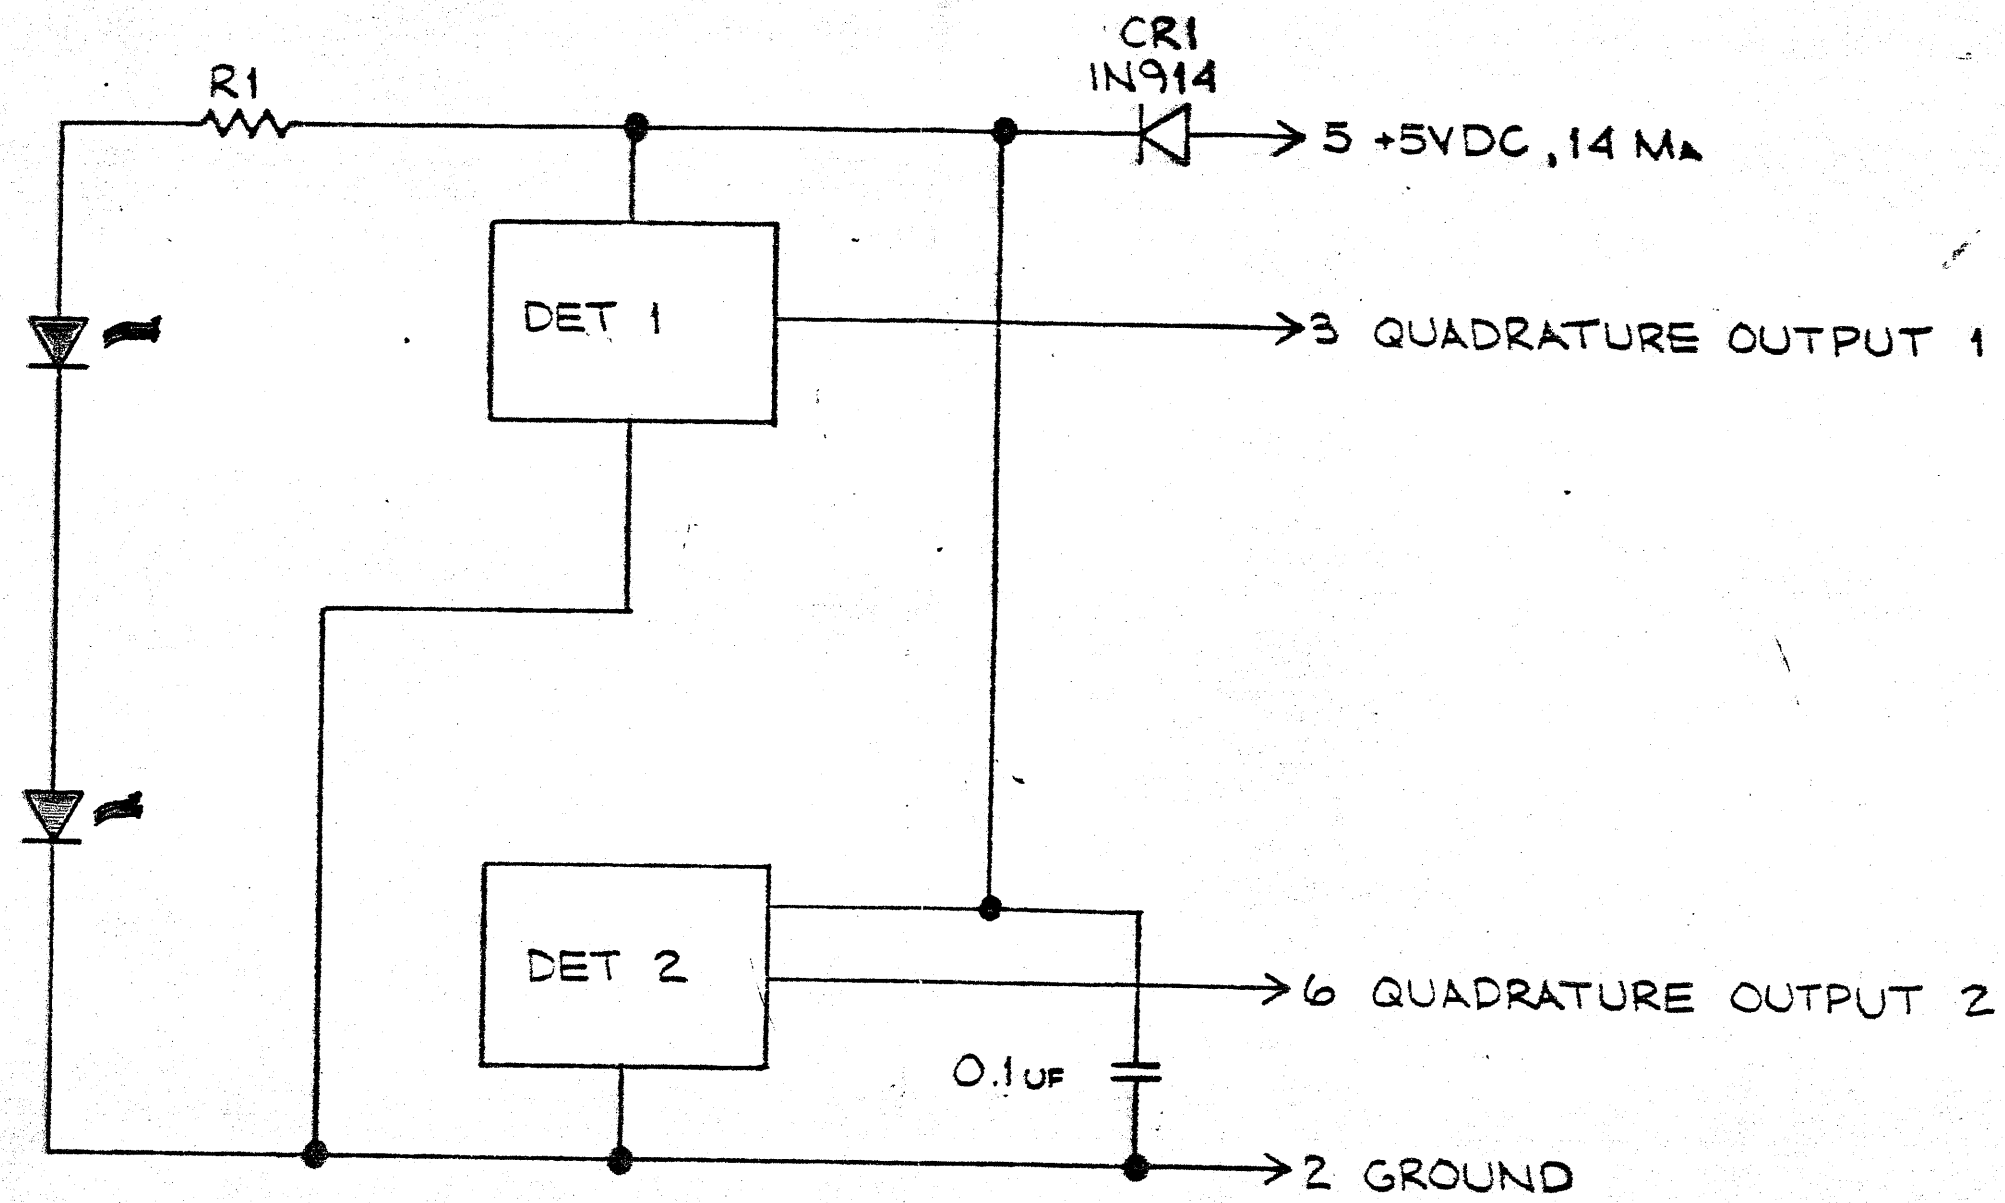 CR1
IN914
R1
5 +5VDC, 14 MA
DET 1
3 QUADRATURE OUTPUT 1
DET 2
6 QUADRATURE OUTPUT 2
0.1UF
2 GROUND